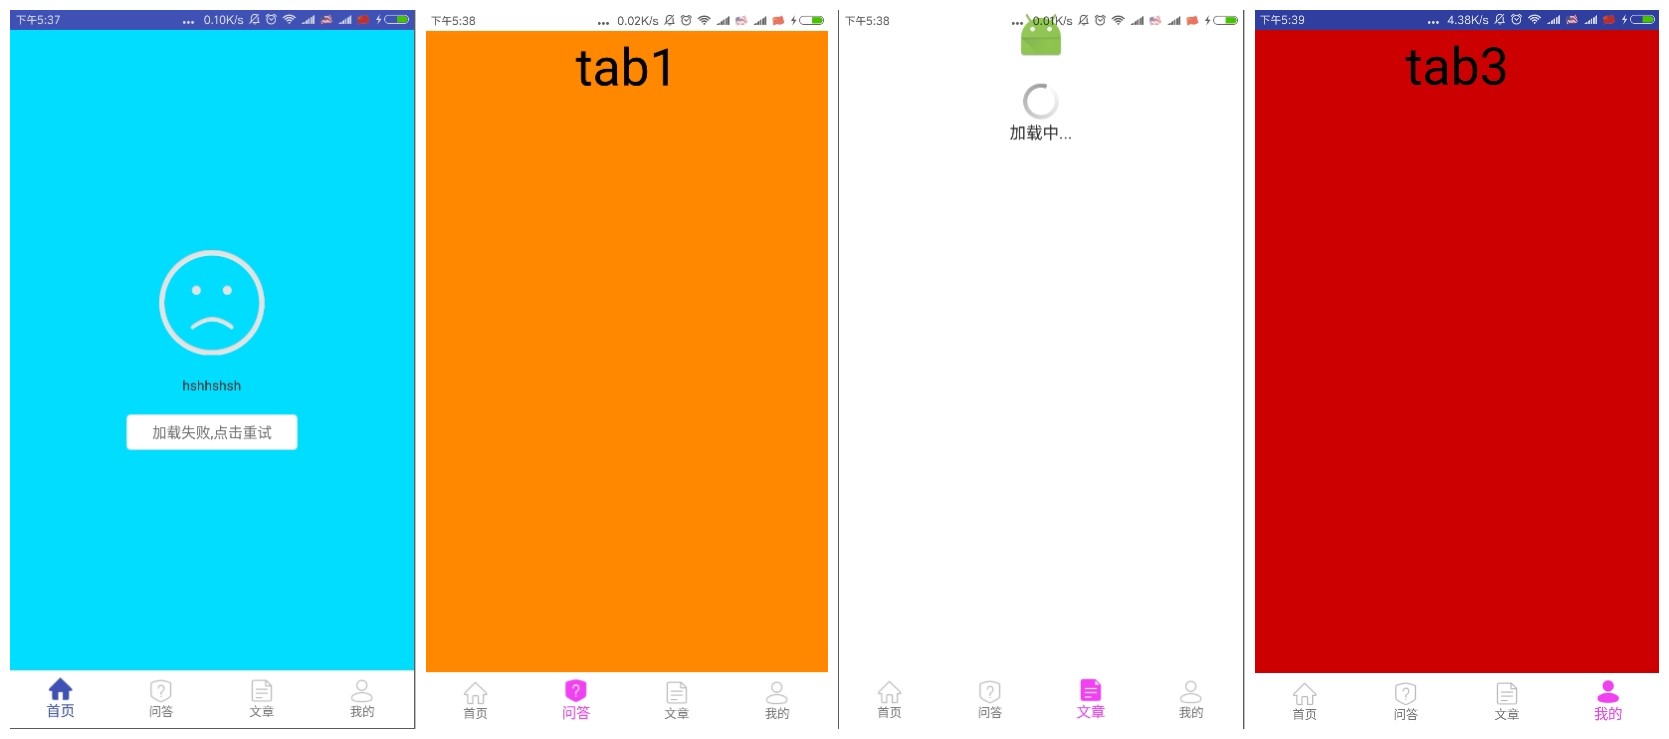 下午5:37
... 0.10K/s
hshhshsh
加载失败,点击重试
首页
问答
文章
我的
下午5:38
... 0.02K/s
tab1
首页
问答
文章
我的
下午5:38
... 0.01K/s
加载中...
首页
问答
文章
我的
下午5:39
... 4.38K/s
tab3
首页
问答
文章
我的